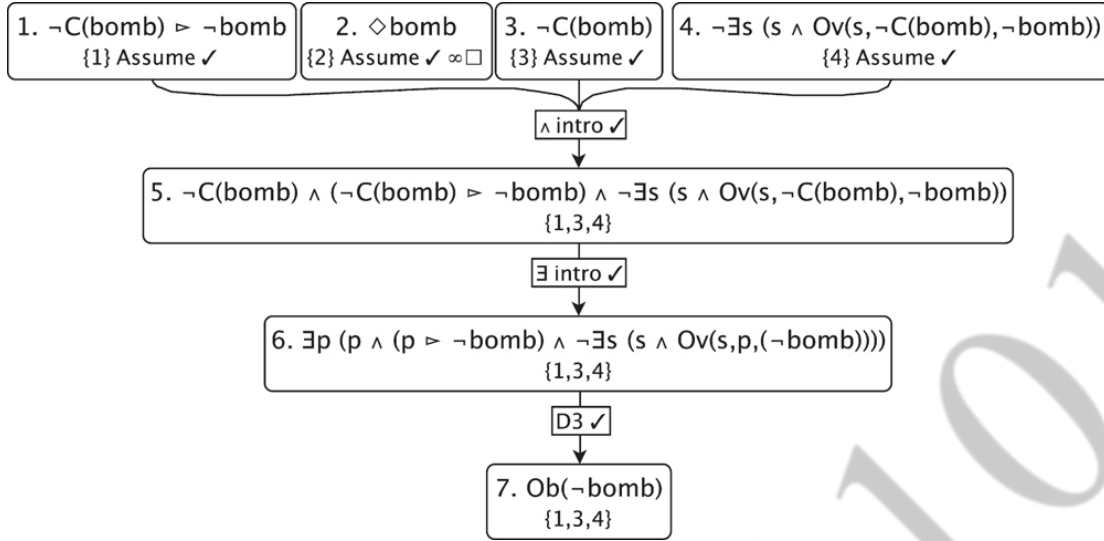 1. ¬C(bomb) ▻ ¬bomb
{1} Assume ✓
2. ◇bomb
{2} Assume ✓ ∞□
3. ¬C(bomb)
{3} Assume ✓
4. ¬∃s (s ∧ Ov(s,¬C(bomb),¬bomb))
{4} Assume ✓
∧ intro ✓
5. ¬C(bomb) ∧ (¬C(bomb) ▻ ¬bomb) ∧ ¬∃s (s ∧ Ov(s,¬C(bomb),¬bomb))
{1,3,4}
∃ intro ✓
6. ∃p (p ∧ (p ▻ ¬bomb) ∧ ¬∃s (s ∧ Ov(s,p,(¬bomb))))
{1,3,4}
D3 ✓
7. Ob(¬bomb)
{1,3,4}
101